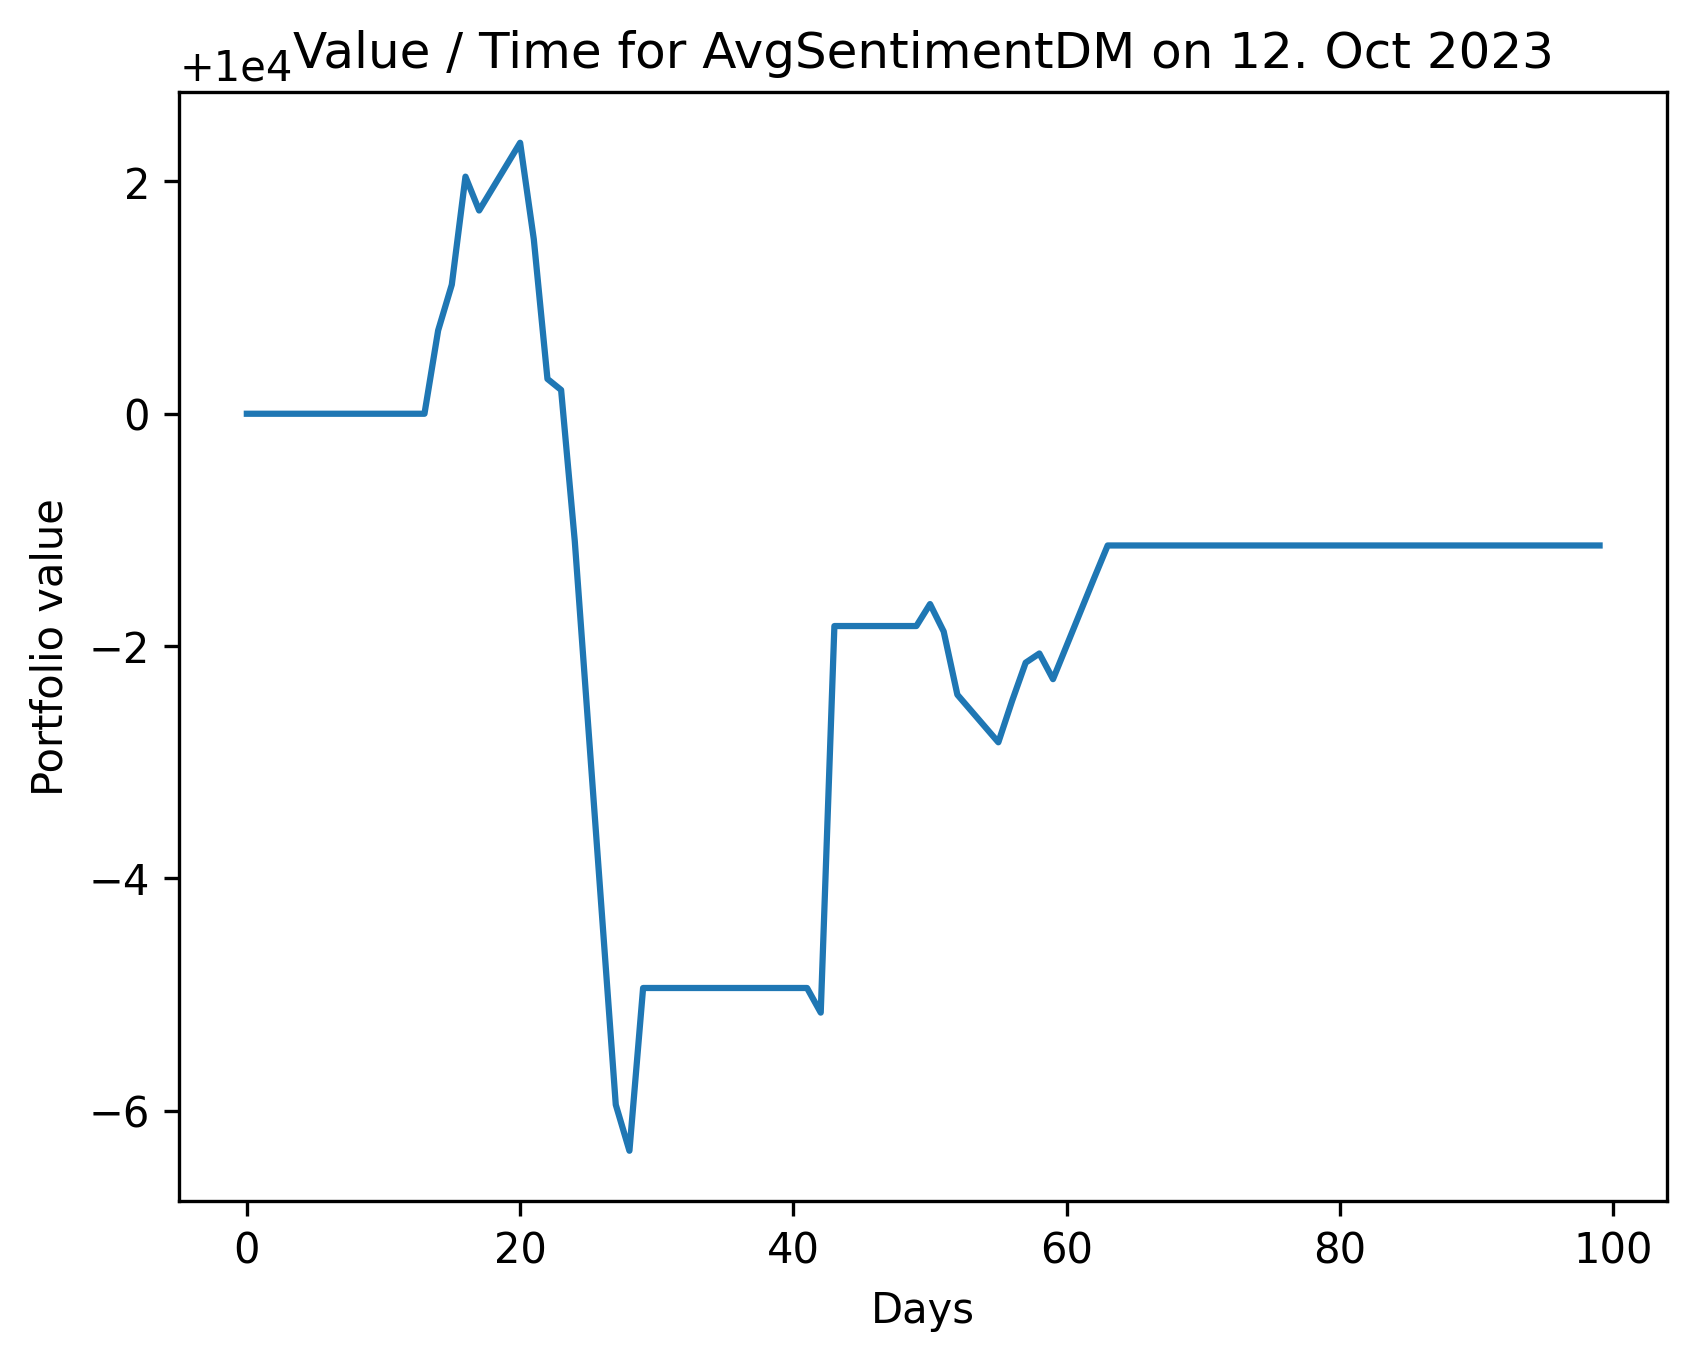 Value / Time for AvgSentimentDM on 12. Oct 2023
+1e4
2
0
−2
−4
−6
Portfolio value
0 20 40 60 80 100
Days